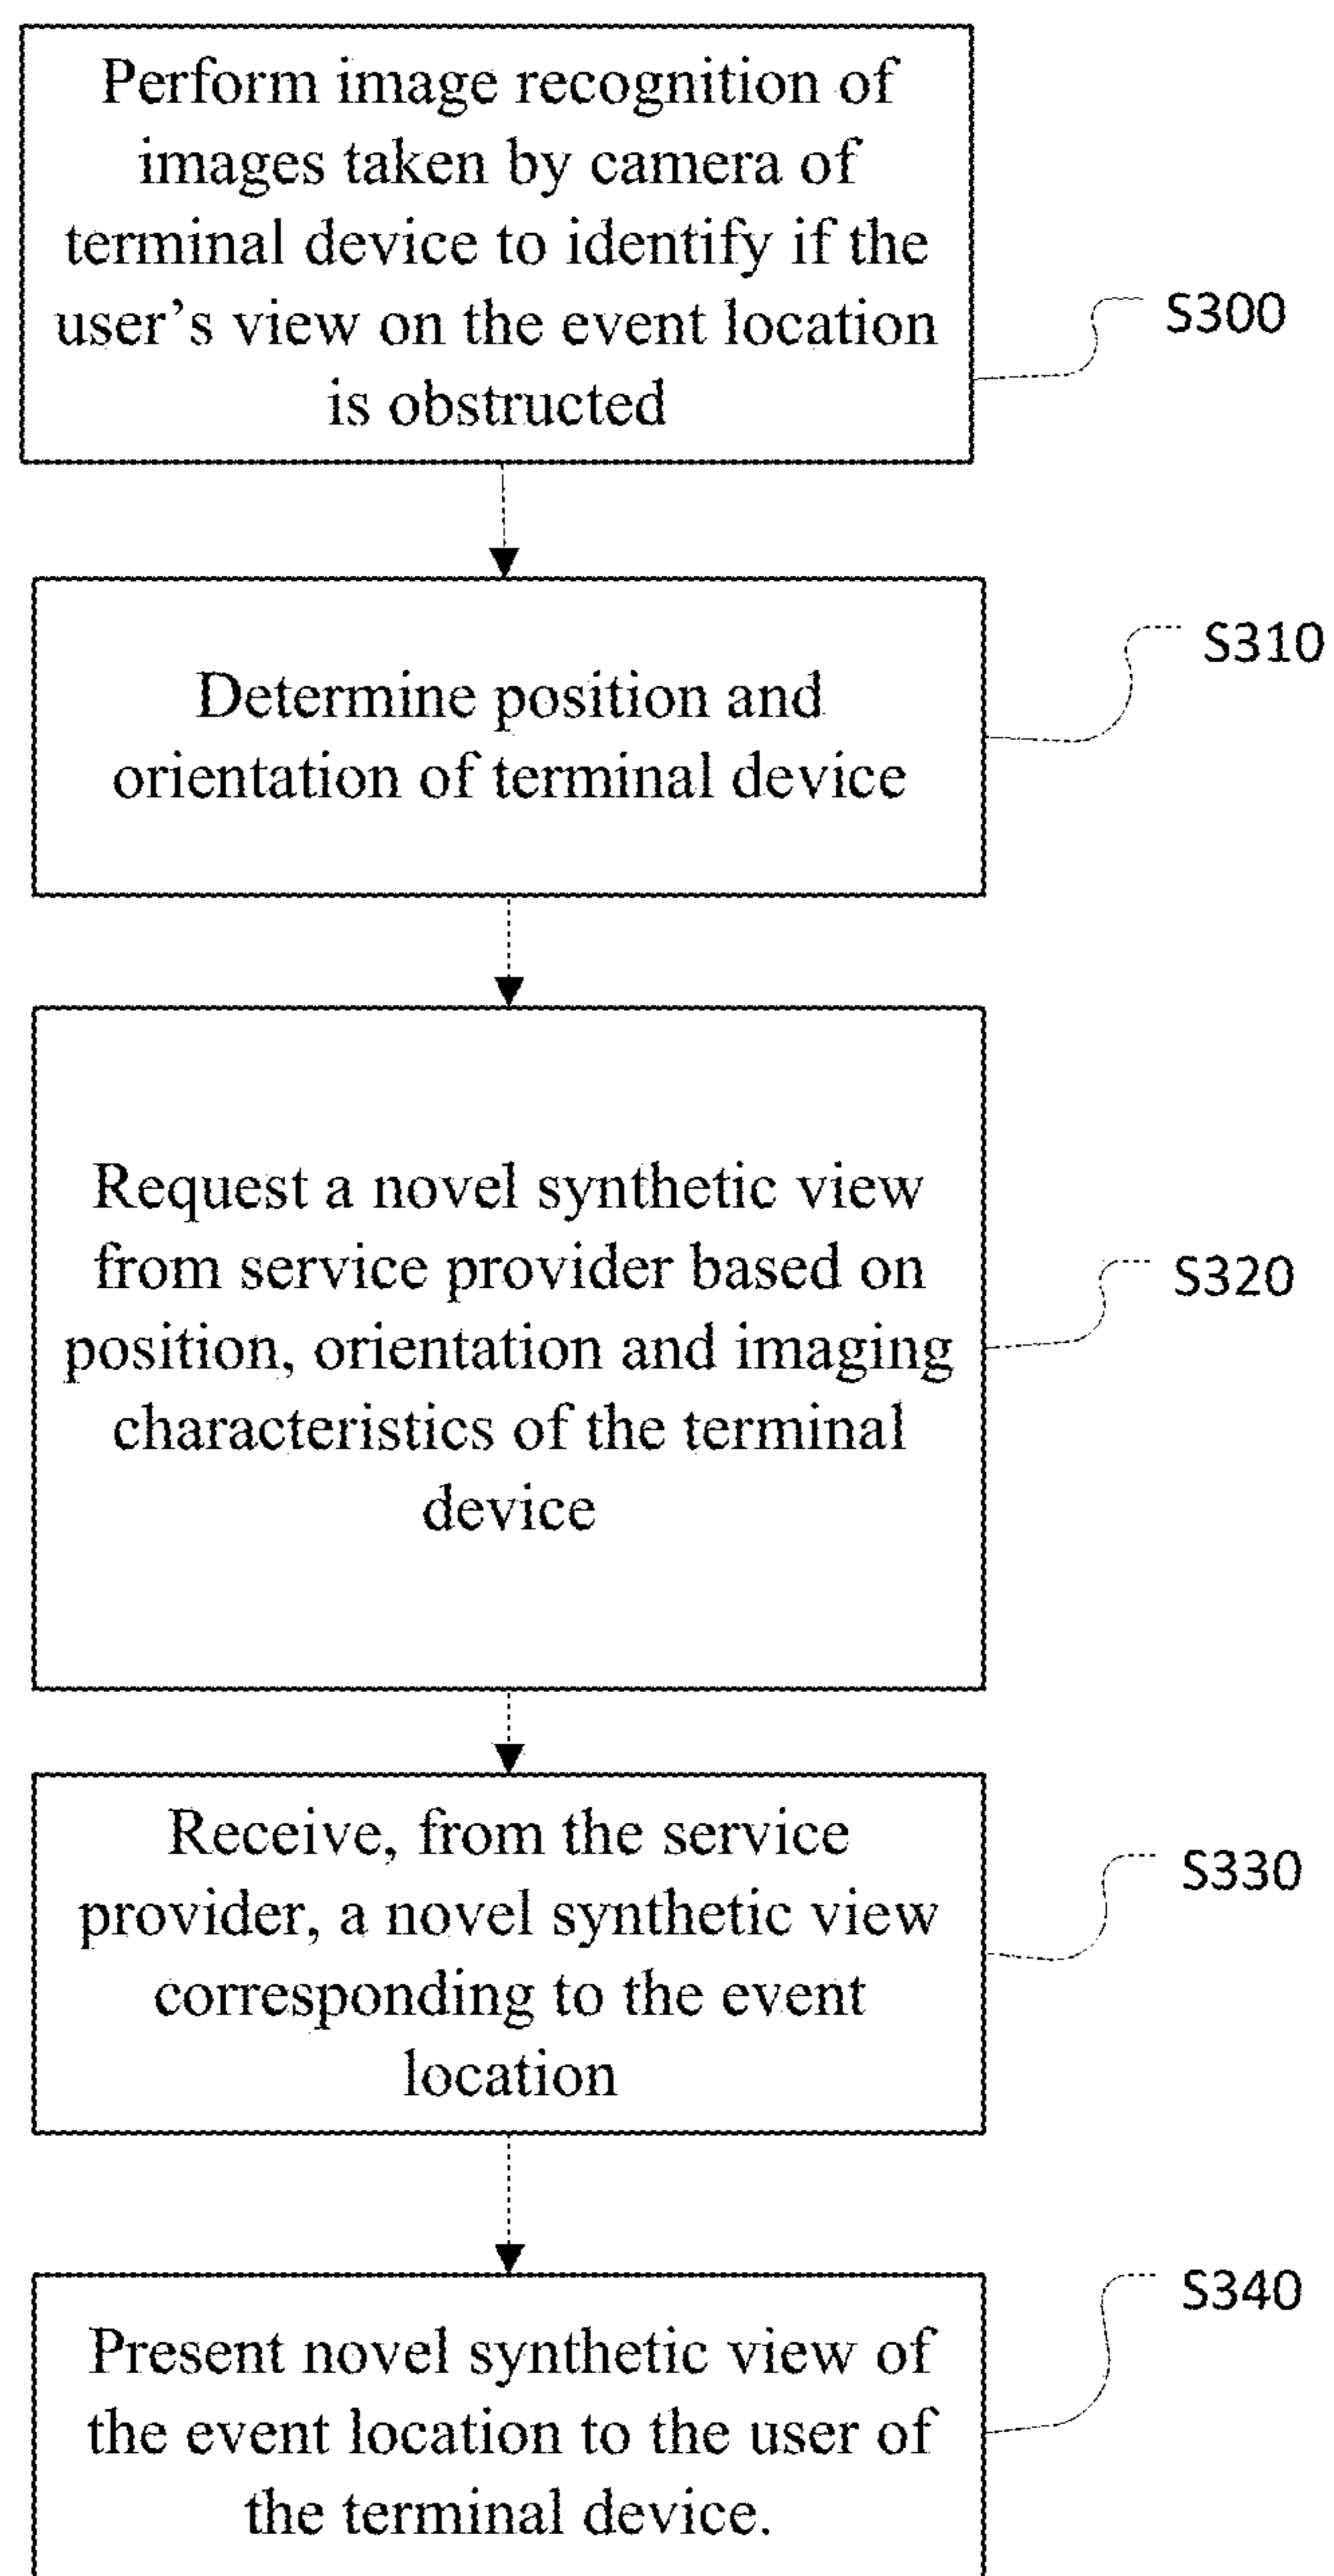 Perform image recognition of
images taken by camera of
terminal device to identify if the
user's view on the event location
is obstructed
S300
Determine position and
orientation of terminal device
S310
Request a novel synthetic view
from service provider based on
position, orientation and imaging
characteristics of the terminal
device
S320
Receive, from the service
provider, a novel synthetic view
corresponding to the event
location
S330
Present novel synthetic view of
the event location to the user of
the terminal device.
S340